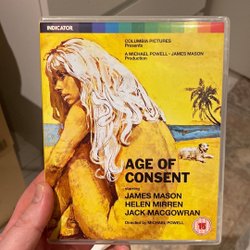 INDICATOR
COLUMBIA PICTURES
Presents
A MICHAEL POWELL – JAMES MASON
Production
AGE OF
CONSENT
starring
JAMES MASON
HELEN MIRREN
JACK MACGOWRAN
Directed by MICHAEL POWELL
15